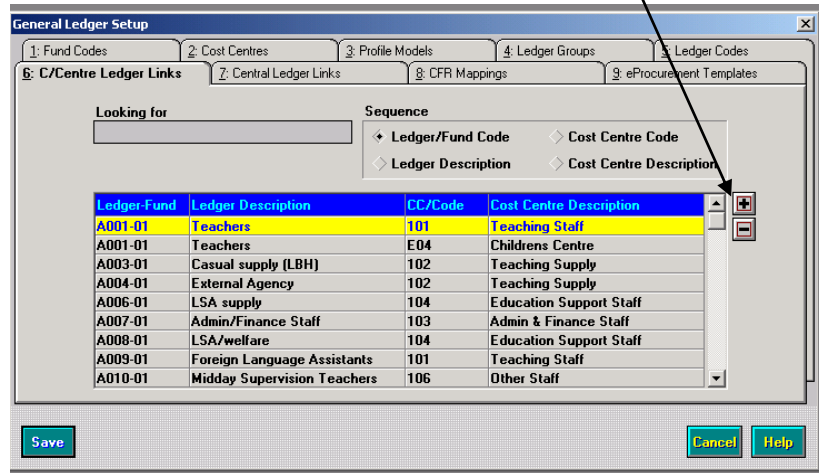 General Ledger Setup
1: Fund Codes 2: Cost Centres 3: Profile Models 4: Ledger Groups 5: Ledger Codes
6: C/Centre Ledger Links 7: Central Ledger Links 8: CFR Mappings 9: eProcurement Templates
Looking for Sequence
Ledger/Fund Code Cost Centre Code
Ledger Description Cost Centre Description
Ledger-Fund Ledger Description CC/Code Cost Centre Description
A001-01 Teachers 101 Teaching Staff
A001-01 Teachers E04 Childrens Centre
A003-01 Casual supply (LBH) 102 Teaching Supply
A004-01 External Agency 102 Teaching Supply
A006-01 LSA supply 104 Education Support Staff
A007-01 Admin/Finance Staff 103 Admin & Finance Staff
A008-01 LSA/welfare 104 Education Support Staff
A009-01 Foreign Language Assistants 101 Teaching Staff
A010-01 Midday Supervision Teachers 106 Other Staff
Save Cancel Help